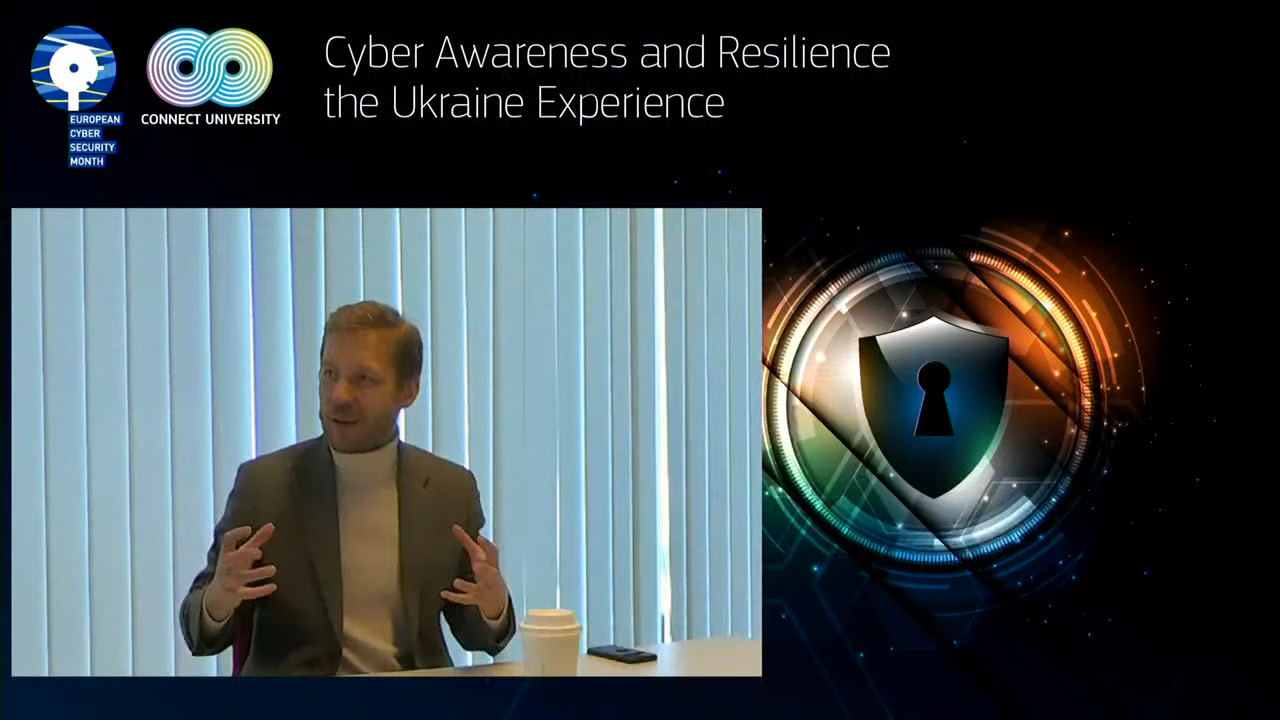 EUROPEAN
CYBER
SECURITY
MONTH
CONNECT UNIVERSITY
Cyber Awareness and Resilience
the Ukraine Experience